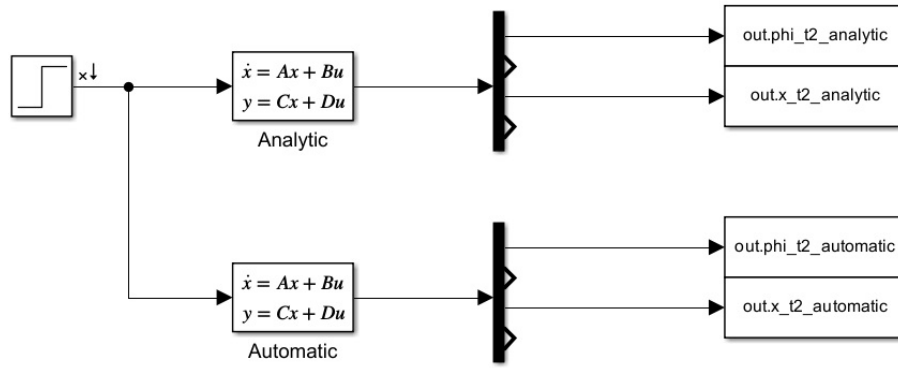 out.phi_t2_analytic
×↓
ẋ = Ax + Bu
y = Cx + Du
out.x_t2_analytic
Analytic
out.phi_t2_automatic
ẋ = Ax + Bu
y = Cx + Du
out.x_t2_automatic
Automatic